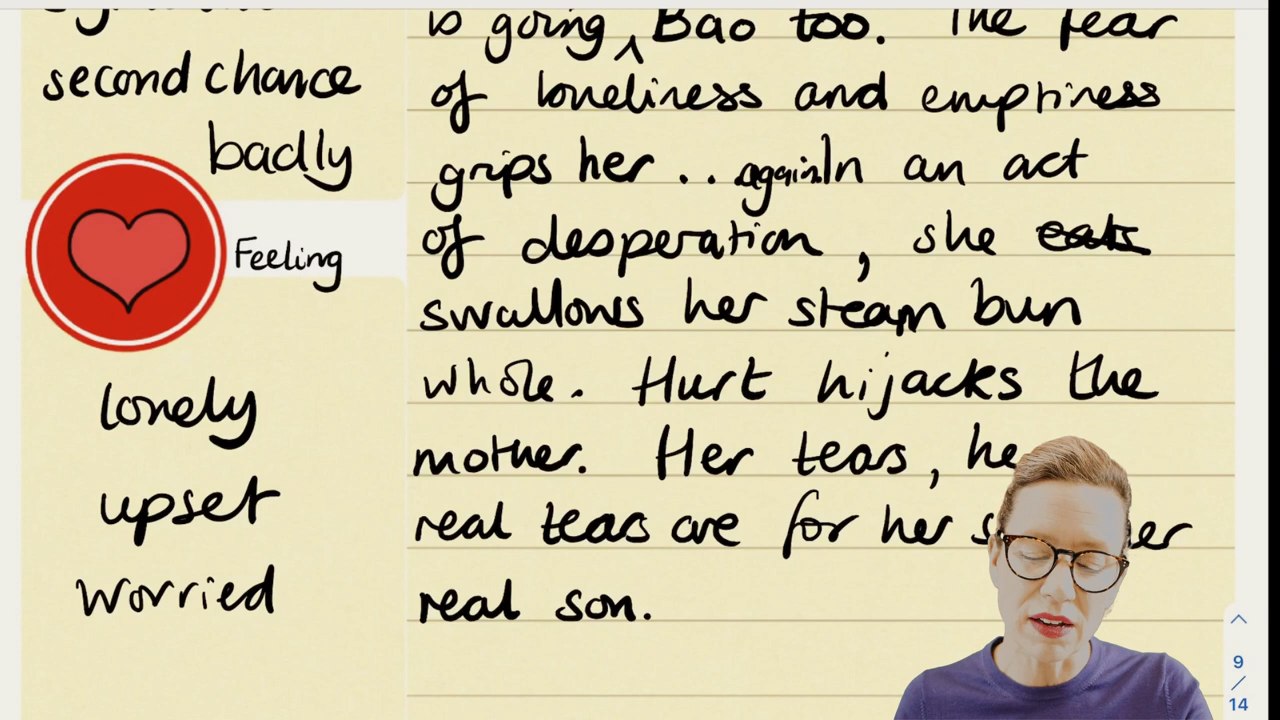 second chance
badly
Feeling
lonely
upset
worried
is going ^ Bao too. The fear
of loneliness and emptiness
grips her .. again. In an act
of desperation, she eats
swallows her steam bun
whole. Hurt hijacks the
mother. Her tears, he
real tears are for her s er
real son.
9
/
14